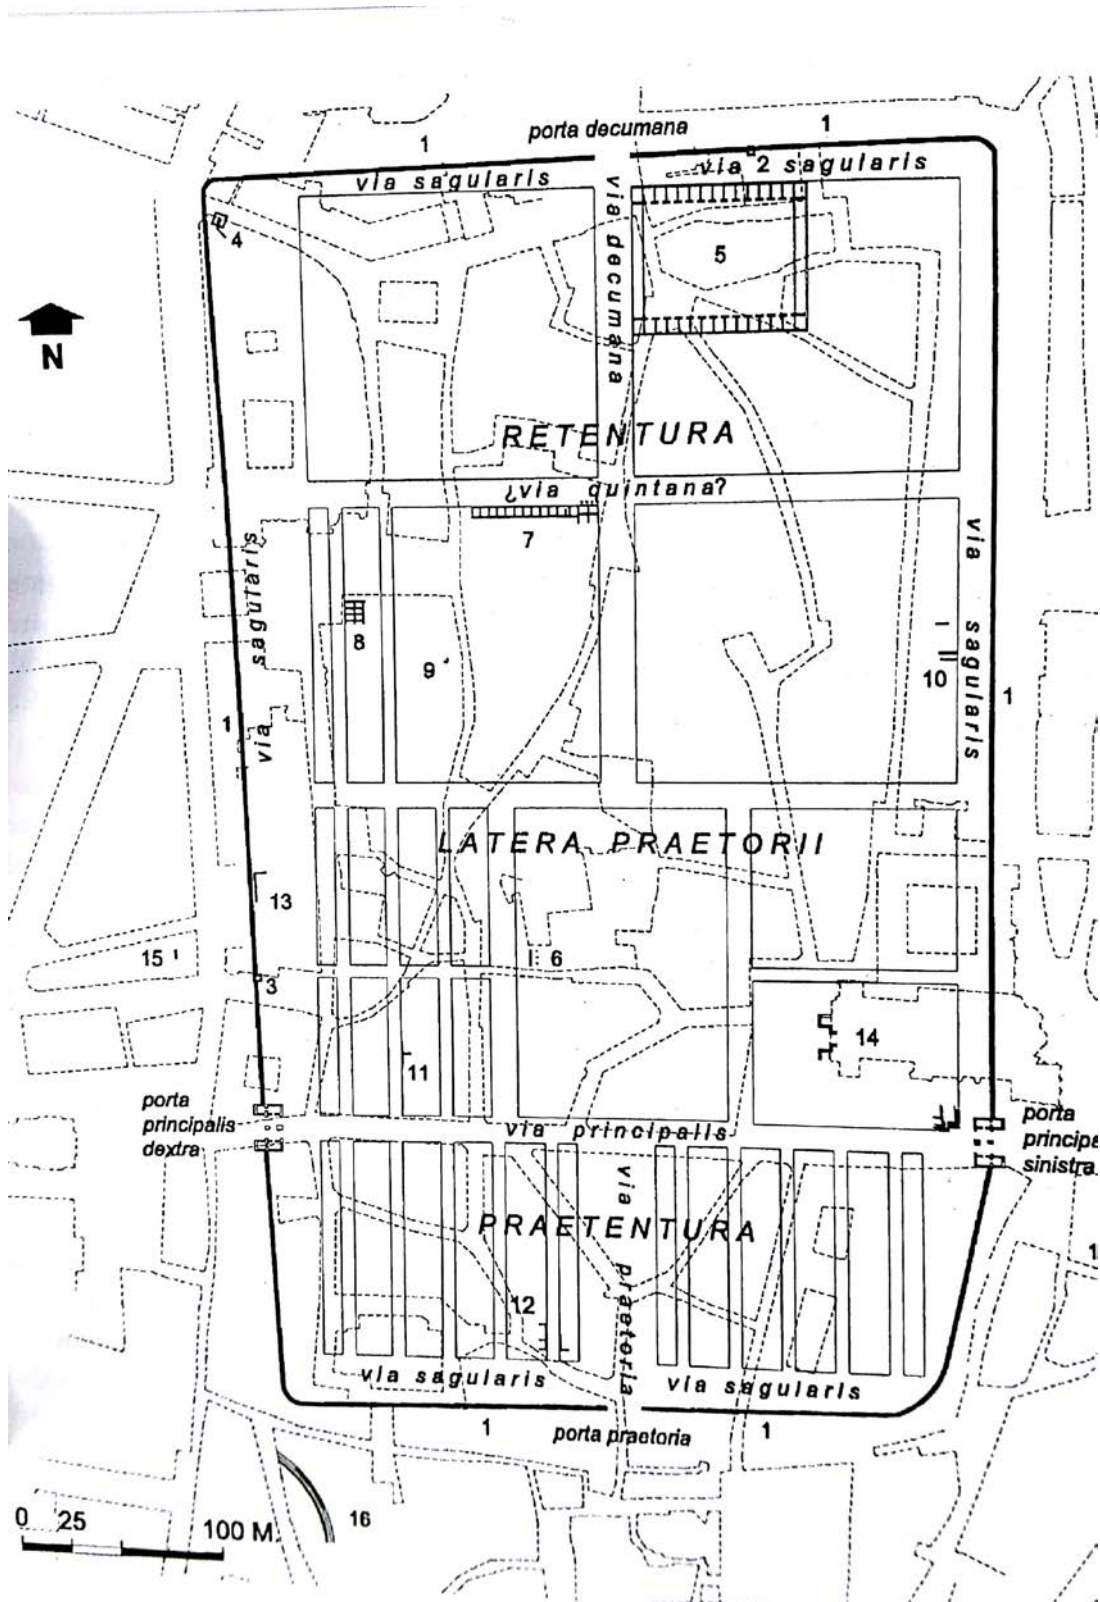 porta decumana
1
1
via sagularis
via 2 sagularis
4
via decumana
5
N
RETENTURA
¿via quintana?
7
via sagularis
via sagularis
8
9
10
1
1
LATERA PRAETORII
13
15
6
3
14
11
porta
principalis
dextra
via principalis
porta
principa
sinistra
PRAETENTURA
via praetoria
12
1
via sagularis
via sagularis
1
porta praetoria
1
0 25 100 M.
16